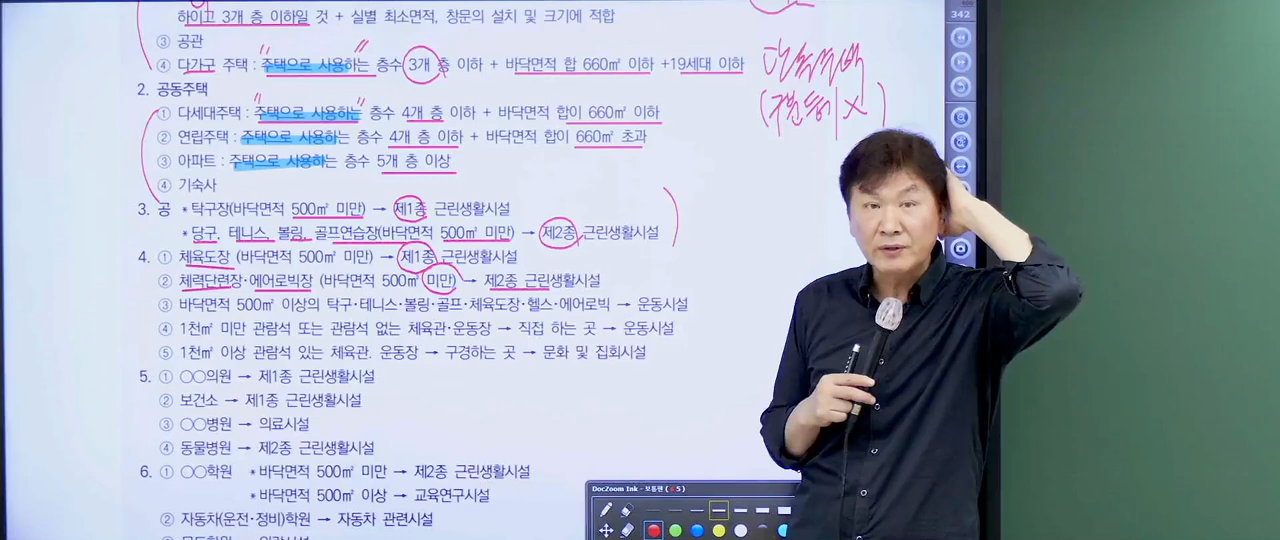 342
하이고 3개 층 이하일 것 + 실별 최소면적, 창문의 설치 및 크기에 적합
③ 공관
④ 다가구 주택 : "주택으로 사용하는" 층수 3개 층 이하 + 바닥면적 합 660㎡ 이하 +19세대 이하
단독주택
(구분등기 X)
2. 공동주택
① 다세대주택 : "주택으로 사용하는" 층수 4개 층 이하 + 바닥면적 합이 660㎡ 이하
② 연립주택 : 주택으로 사용하는 층수 4개 층 이하 + 바닥면적 합이 660㎡ 초과
③ 아파트 : 주택으로 사용하는 층수 5개 층 이상
④ 기숙사
3. 공 *탁구장(바닥면적 500㎡ 미만) → 제1종 근린생활시설
*당구, 테니스, 볼링, 골프연습장(바닥면적 500㎡ 미만) → 제2종 근린생활시설
4. ① 체육도장 (바닥면적 500㎡ 미만) → 제1종 근린생활시설
② 체력단련장·에어로빅장 (바닥면적 500㎡ 미만) → 제2종 근린생활시설
③ 바닥면적 500㎡ 이상의 탁구·테니스·볼링·골프·체육도장·헬스·에어로빅 → 운동시설
④ 1천㎡ 미만 관람석 또는 관람석 없는 체육관·운동장 → 직접 하는 곳 → 운동시설
⑤ 1천㎡ 이상 관람석 있는 체육관. 운동장 → 구경하는 곳 → 문화 및 집회시설
5. ① ○○의원 → 제1종 근린생활시설
② 보건소 → 제1종 근린생활시설
③ ○○병원 → 의료시설
④ 동물병원 → 제2종 근린생활시설
6. ① ○○학원 *바닥면적 500㎡ 미만 → 제2종 근린생활시설
*바닥면적 500㎡ 이상 → 교육연구시설
② 자동차(운전·정비)학원 → 자동차 관련시설
DocZoom Ink - 보통펜 (5)